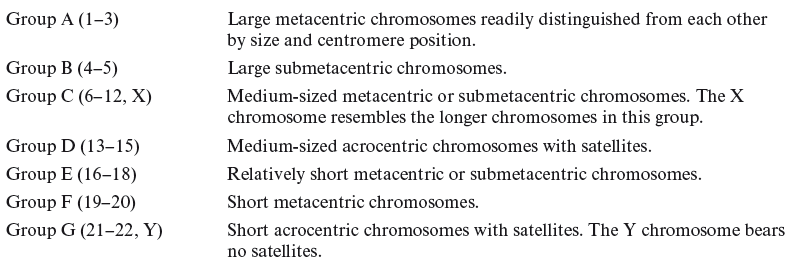 Group A (1–3) Large metacentric chromosomes readily distinguished from each other
by size and centromere position.
Group B (4–5) Large submetacentric chromosomes.
Group C (6–12, X) Medium-sized metacentric or submetacentric chromosomes. The X
chromosome resembles the longer chromosomes in this group.
Group D (13–15) Medium-sized acrocentric chromosomes with satellites.
Group E (16–18) Relatively short metacentric or submetacentric chromosomes.
Group F (19–20) Short metacentric chromosomes.
Group G (21–22, Y) Short acrocentric chromosomes with satellites. The Y chromosome bears
no satellites.